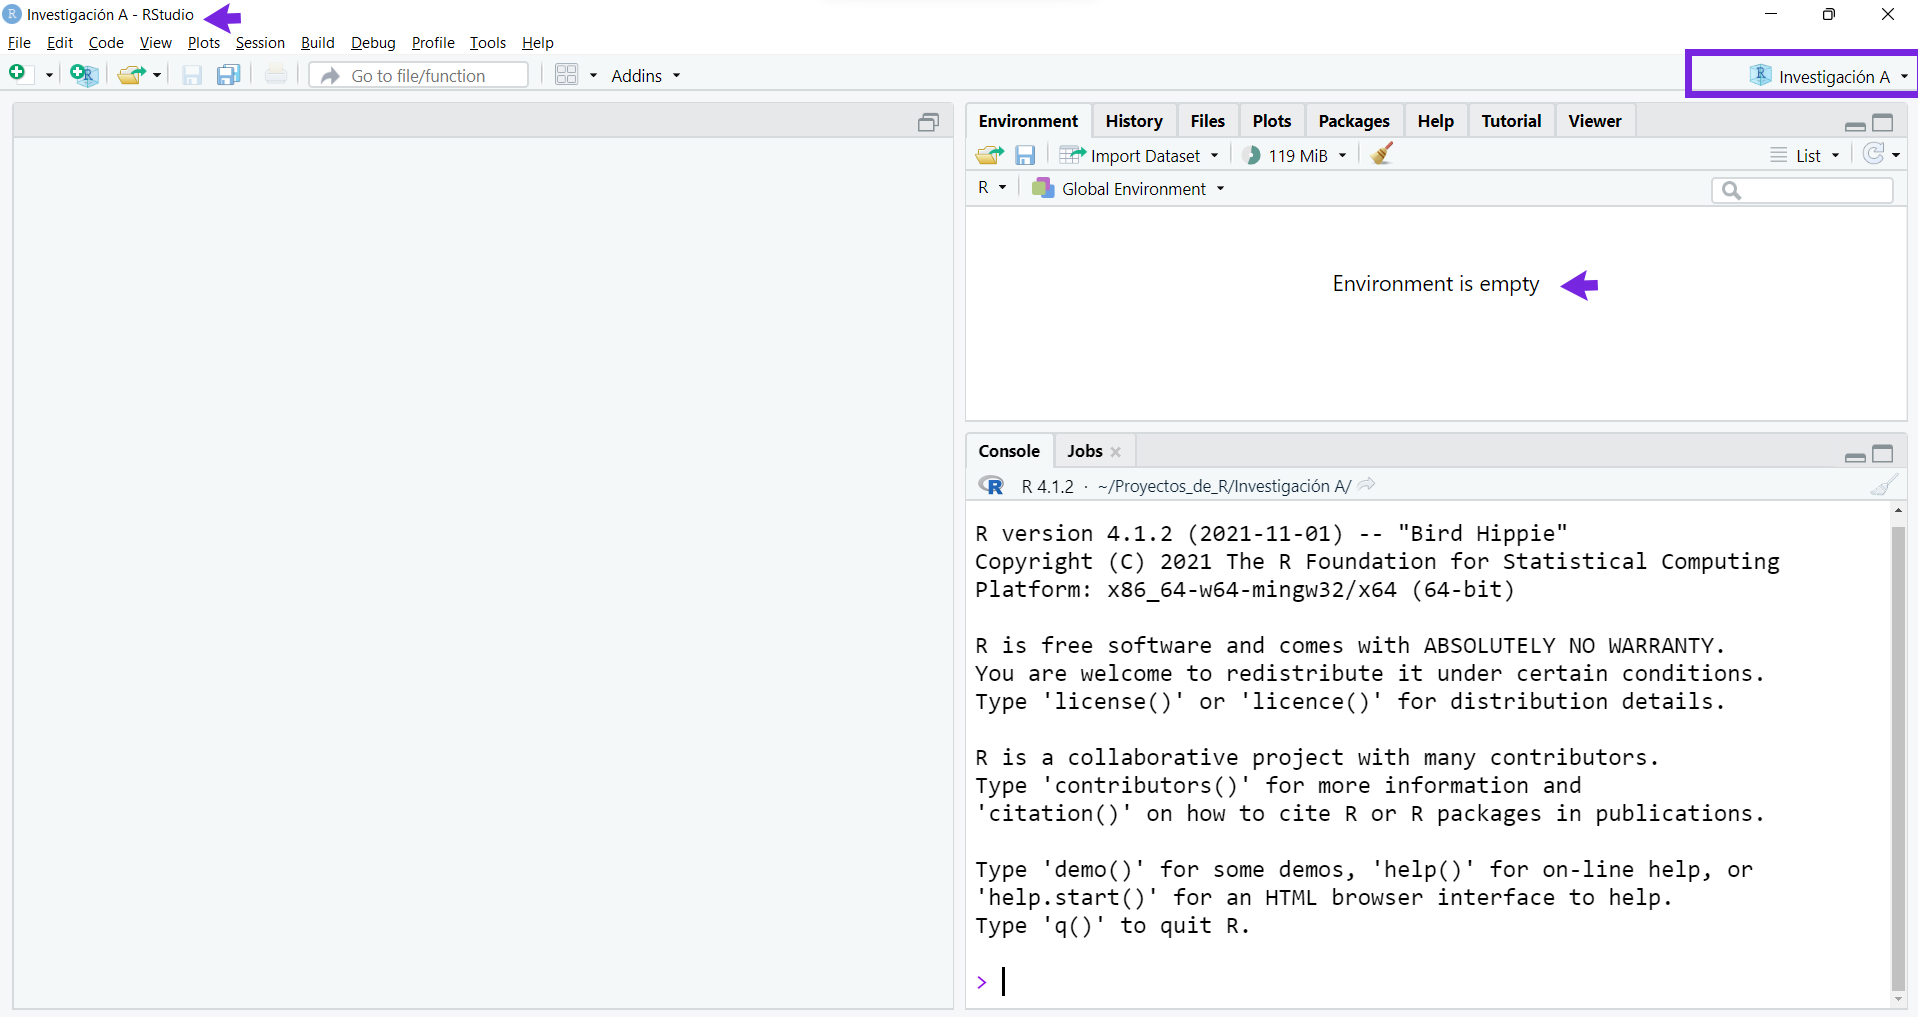 Investigación A - RStudio
File Edit Code View Plots Session Build Debug Profile Tools Help
Go to file/function Addins
R Investigación A
Environment History Files Plots Packages Help Tutorial Viewer
Import Dataset 119 MiB List
R Global Environment
Environment is empty
Console Jobs
R R 4.1.2 · ~/Proyectos_de_R/Investigación A/
R version 4.1.2 (2021-11-01) -- "Bird Hippie"
Copyright (C) 2021 The R Foundation for Statistical Computing
Platform: x86_64-w64-mingw32/x64 (64-bit)
R is free software and comes with ABSOLUTELY NO WARRANTY.
You are welcome to redistribute it under certain conditions.
Type 'license()' or 'licence()' for distribution details.
R is a collaborative project with many contributors.
Type 'contributors()' for more information and
'citation()' on how to cite R or R packages in publications.
Type 'demo()' for some demos, 'help()' for on-line help, or
'help.start()' for an HTML browser interface to help.
Type 'q()' to quit R.
>